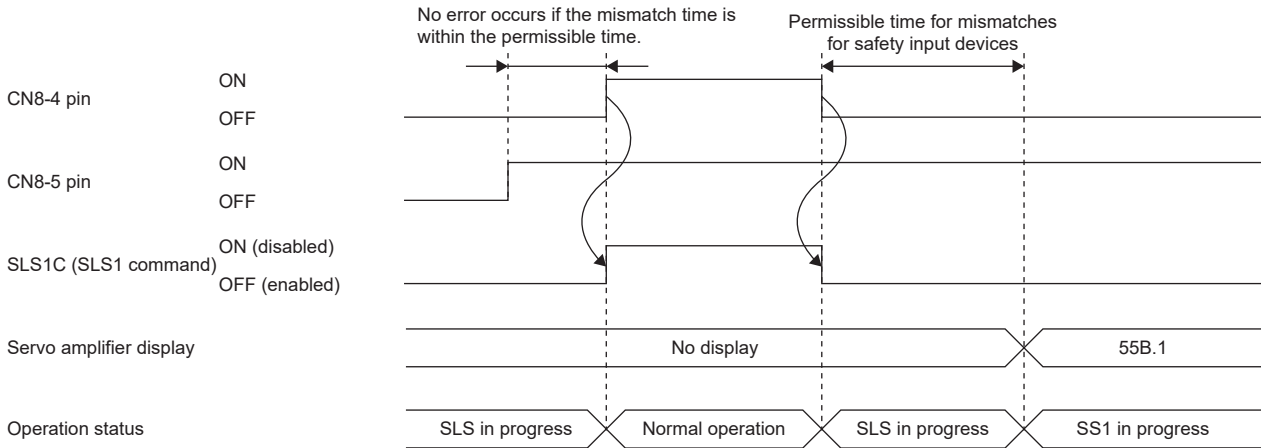 No error occurs if the mismatch time is
within the permissible time.
Permissible time for mismatches
for safety input devices
CN8-4 pin
ON
OFF
CN8-5 pin
ON
OFF
SLS1C (SLS1 command)
ON (disabled)
OFF (enabled)
Servo amplifier display
No display
55B.1
Operation status
SLS in progress
Normal operation
SLS in progress
SS1 in progress